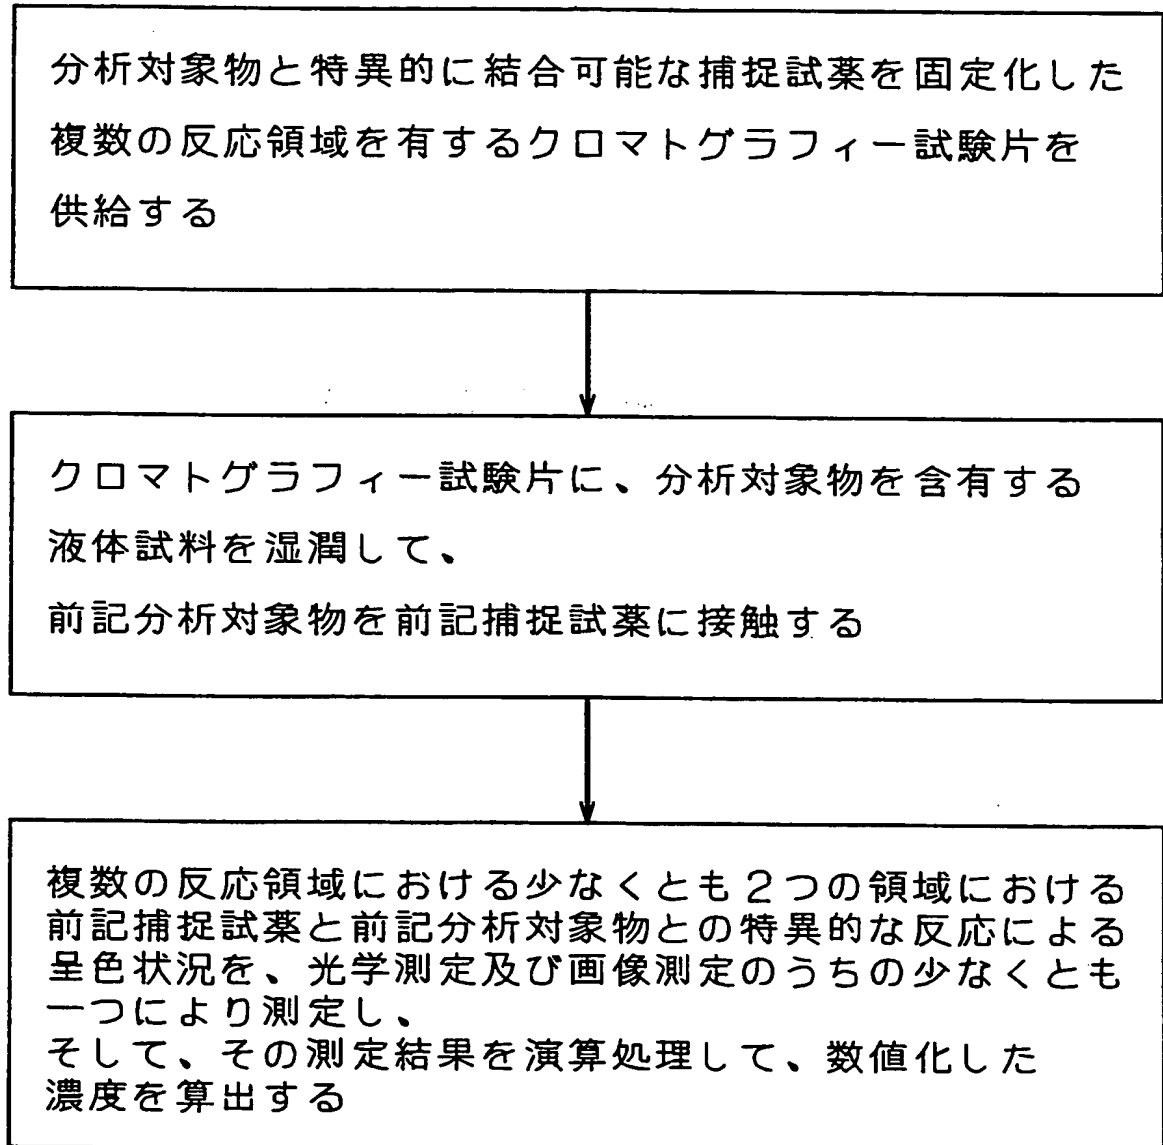 分析対象物と特異的に結合可能な捕捉試薬を固定化した
複数の反応領域を有するクロマトグラフィー試験片を
供給する
クロマトグラフィー試験片に、分析対象物を含有する
液体試料を湿潤して、
前記分析対象物を前記捕捉試薬に接触する
複数の反応領域における少なくとも2つの領域における
前記捕捉試薬と前記分析対象物との特異的な反応による
呈色状況を、光学測定及び画像測定のうちの少なくとも
一つにより測定し、
そして、その測定結果を演算処理して、数値化した
濃度を算出する